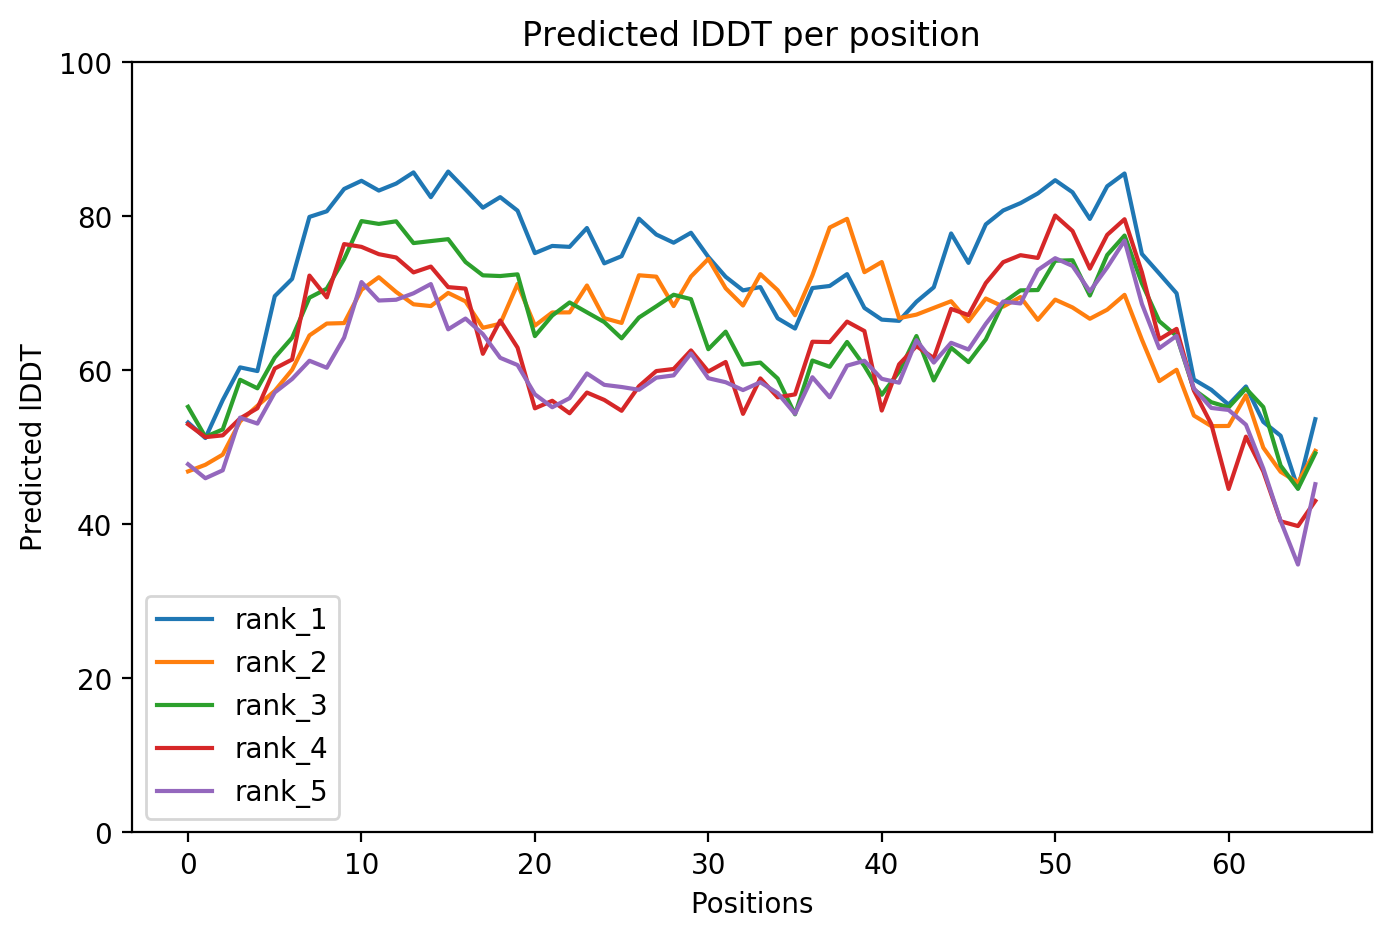 Predicted lDDT per position
100
80
60
40
20
0
Predicted lDDT
rank_1
rank_2
rank_3
rank_4
rank_5
0 10 20 30 40 50 60
Positions